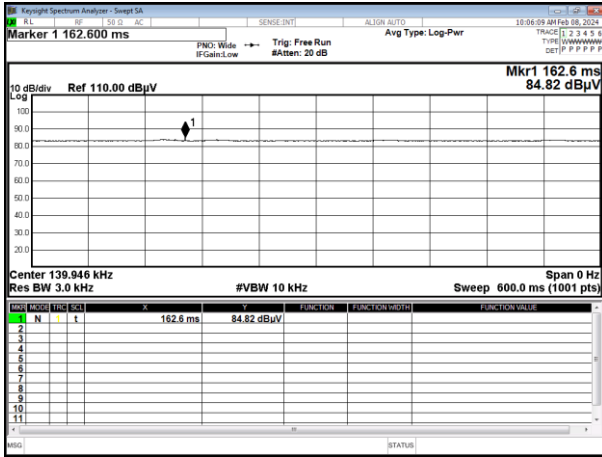 Keysight Spectrum Analyzer - Swept SA
RL RF 50 Ω AC SENSE:INT ALIGN AUTO 10:06:09 AM Feb 08, 2024
Marker 1 162.600 ms
PNO: Wide
IFGain:Low
Trig: Free Run
#Atten: 20 dB
Avg Type: Log-Pwr
TRACE 1 2 3 4 5 6
TYPE WWWWWW
DET P P P P P P
Mkr1 162.6 ms
84.82 dBµV
10 dB/div Ref 110.00 dBµV
Log
100
90.0
1
80.0
70.0
60.0
50.0
40.0
30.0
20.0
Center 139.946 kHz Span 0 Hz
Res BW 3.0 kHz #VBW 10 kHz Sweep 600.0 ms (1001 pts)
MKR MODE TRC SCL X Y FUNCTION FUNCTION WIDTH FUNCTION VALUE
1 N 1 t 162.6 ms 84.82 dBµV
2
3
4
5
6
7
8
9
10
11
MSG STATUS